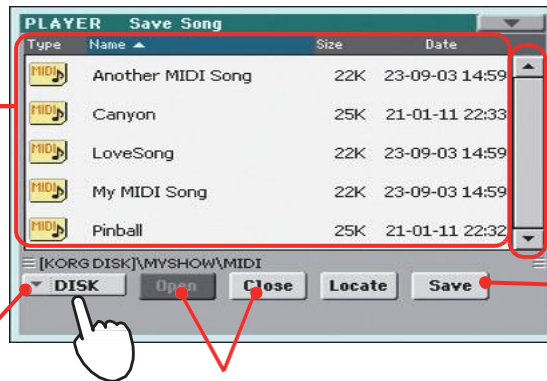 PLAYER Save Song
Type Name Size Date
MIDI Another MIDI Song 22K 23-09-03 14:59
MIDI Canyon 25K 21-01-11 22:33
MIDI LoveSong 22K 23-09-03 14:59
MIDI My MIDI Song 22K 23-09-03 14:59
MIDI Pinball 25K 21-01-11 22:32
[KORG DISK]\MYSHOW\MIDI
DISK Open Close Locate Save